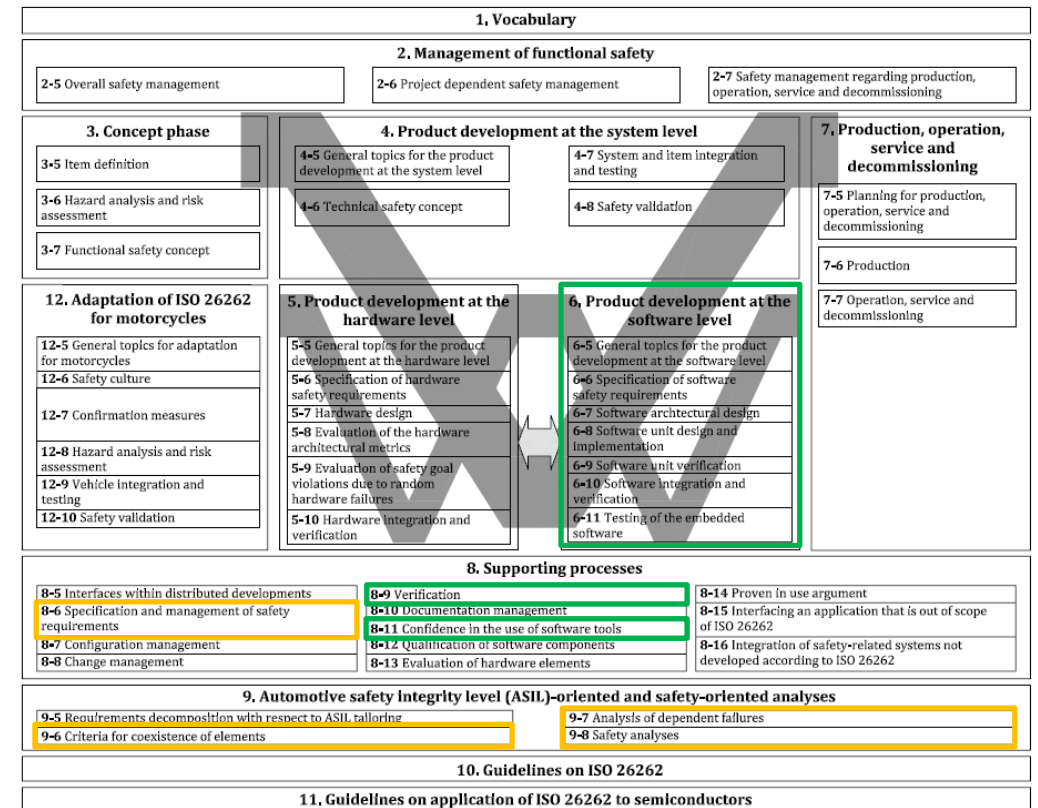 1. Vocabulary
2. Management of functional safety
2-5 Overall safety management
2-6 Project dependent safety management
2-7 Safety management regarding production,
operation, service and decommissioning
3. Concept phase
3-5 Item definition
3-6 Hazard analysis and risk
assessment
3-7 Functional safety concept
4. Product development at the system level
4-5 General topics for the product
development at the system level
4-6 Technical safety concept
4-7 System and item integration
and testing
4-8 Safety validation
7. Production, operation,
service and
decommissioning
7-5 Planning for production,
operation, service and
decommissioning
7-6 Production
7-7 Operation, service and
decommissioning
12. Adaptation of ISO 26262
for motorcycles
12-5 General topics for adaptation
for motorcycles
12-6 Safety culture
12-7 Confirmation measures
12-8 Hazard analysis and risk
assessment
12-9 Vehicle integration and
testing
12-10 Safety validation
5. Product development at the
hardware level
5-5 General topics for the product
development at the hardware level
5-6 Specification of hardware
safety requirements
5-7 Hardware design
5-8 Evaluation of the hardware
architectural metrics
5-9 Evaluation of safety goal
violations due to random
hardware failures
5-10 Hardware integration and
verification
6. Product development at the
software level
6-5 General topics for the product
development at the software level
6-6 Specification of software
safety requirements
6-7 Software archtectural design
6-8 Software unit design and
implementation
6-9 Software unit verification
6-10 Software integration and
verification
6-11 Testing of the embedded
software
8. Supporting processes
8-5 Interfaces within distributed developments
8-6 Specification and management of safety
requirements
8-7 Configuration management
8-8 Change management
8-9 Verification
8-10 Documentation management
8-11 Confidence in the use of software tools
8-12 Qualification of software components
8-13 Evaluation of hardware elements
8-14 Proven in use argument
8-15 Interfacing an application that is out of scope
of ISO 26262
8-16 Integration of safety-related systems not
developed according to ISO 26262
9. Automotive safety integrity level (ASIL)-oriented and safety-oriented analyses
9-5 Requirements decomposition with respect to ASIL tailoring
9-6 Criteria for coexistence of elements
9-7 Analysis of dependent failures
9-8 Safety analyses
10. Guidelines on ISO 26262
11. Guidelines on application of ISO 26262 to semiconductors